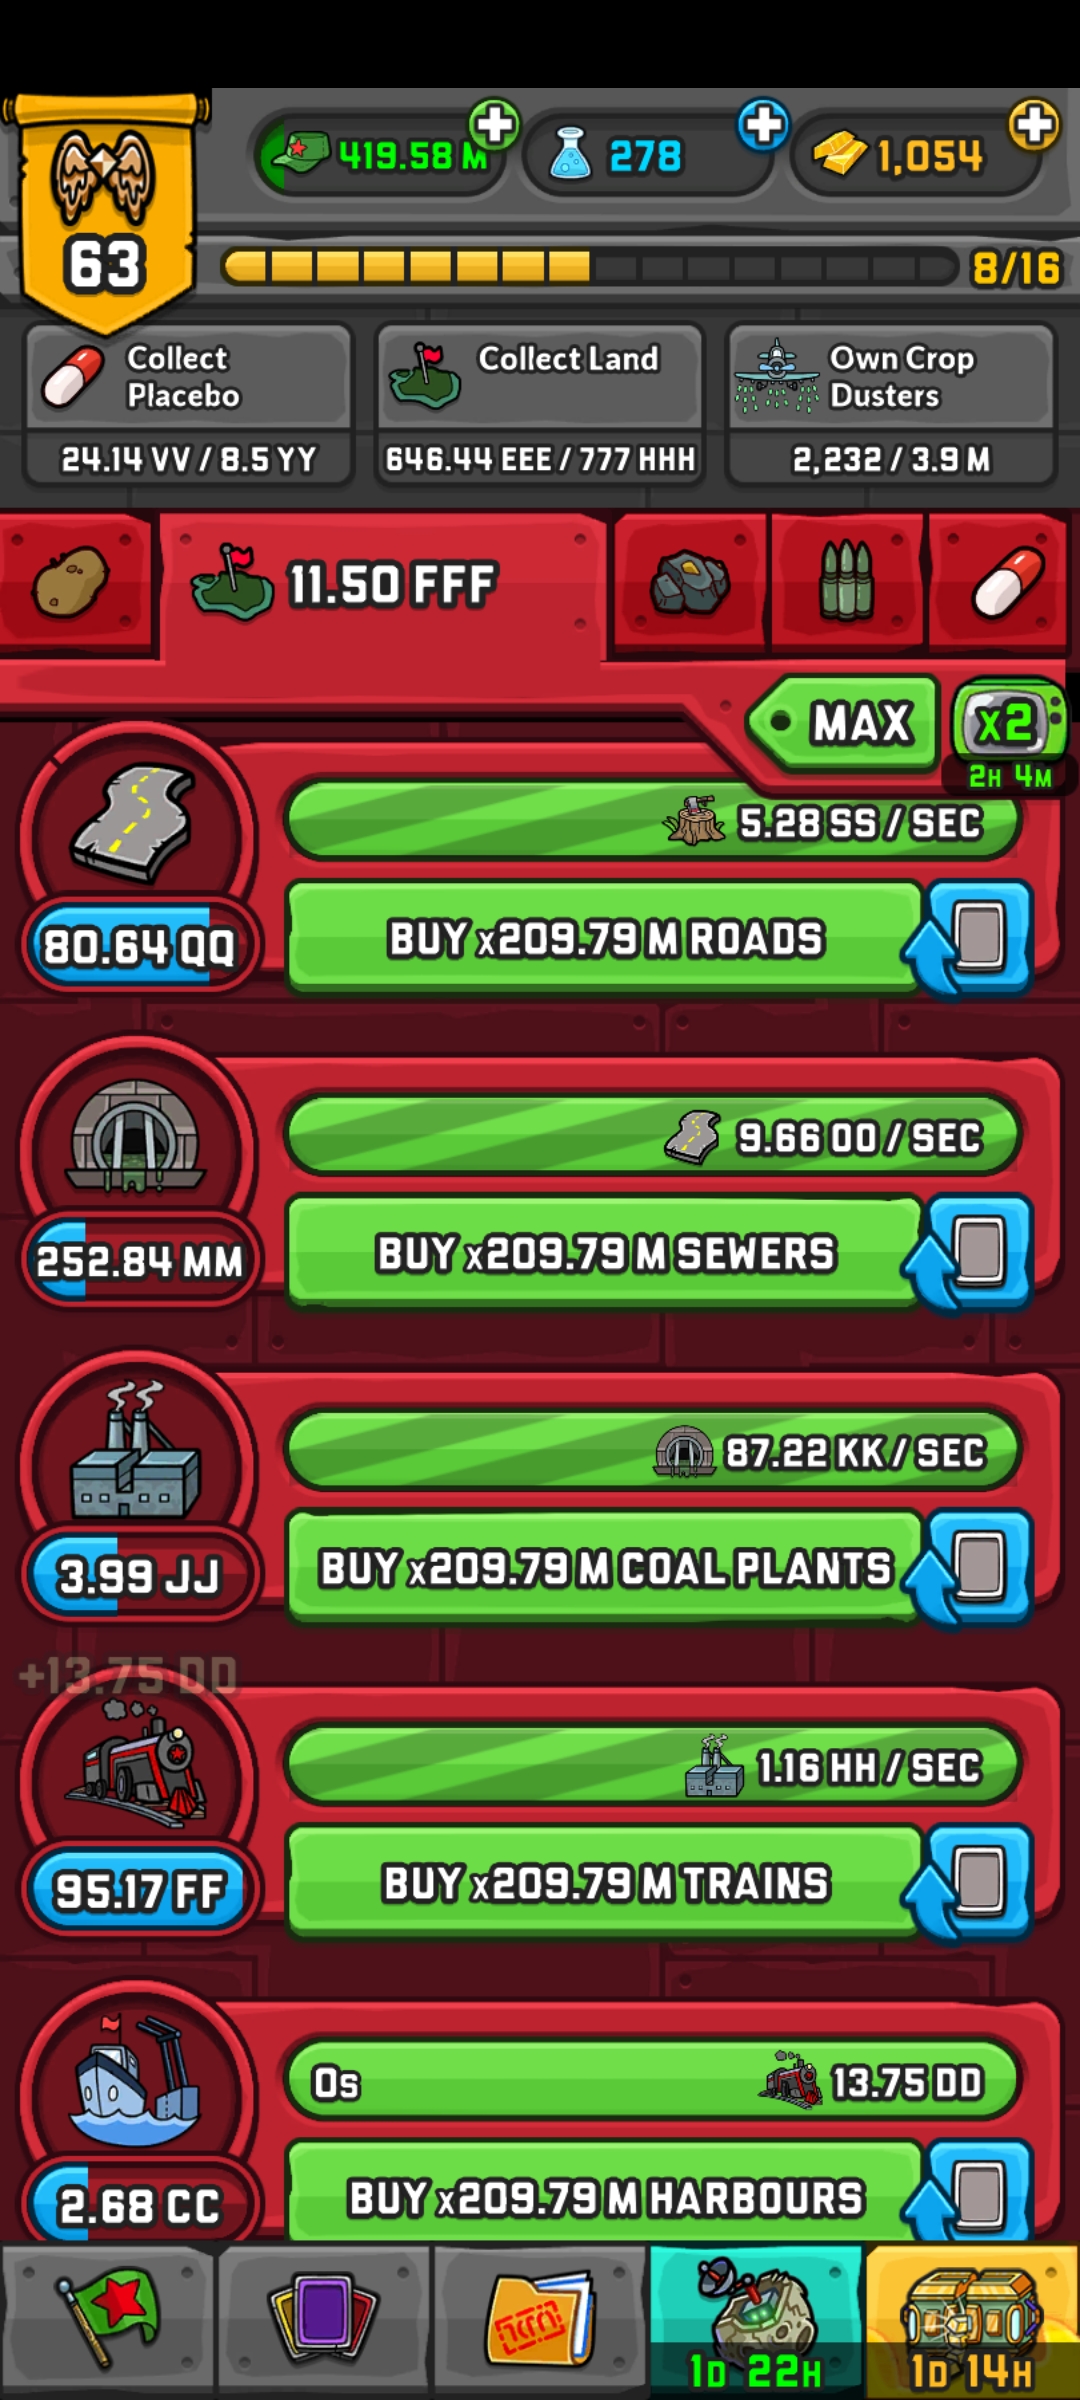 63
419.58 M
278
1,054
8/16
Collect
Placebo
24.14 VV / 8.5 YY
Collect Land
646.44 EEE / 777 HHH
Own Crop
Dusters
2,232 / 3.9 M
11.50 FFF
MAX
x2
2H 4M
5.28 SS / SEC
80.64 QQ
BUY x209.79 M ROADS
9.66 OO / SEC
252.84 MM
BUY x209.79 M SEWERS
87.22 KK / SEC
3.99 JJ
BUY x209.79 M COAL PLANTS
+13.75 DD
1.16 HH / SEC
95.17 FF
BUY x209.79 M TRAINS
0s
13.75 DD
2.68 CC
BUY x209.79 M HARBOURS
1D 22H
1D 14H